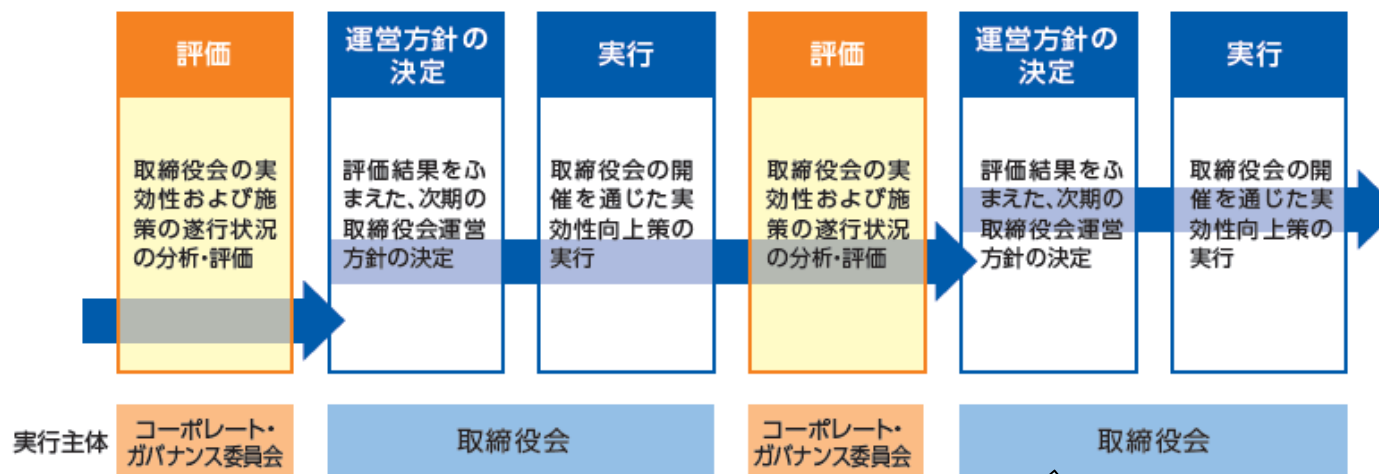 評価
取締役会の実
効性および施
策の遂行状況
の分析・評価
運営方針の
決定
評価結果をふ
まえた、次期の
取締役会運営
方針の決定
実行
取締役会の開
催を通じた実
効性向上策の
実行
評価
取締役会の実
効性および施
策の遂行状況
の分析・評価
運営方針の
決定
評価結果をふ
まえた、次期の
取締役会運営
方針の決定
実行
取締役会の開
催を通じた実
効性向上策の
実行
実行主体
コーポレート・
ガバナンス委員会
取締役会
コーポレート・
ガバナンス委員会
取締役会